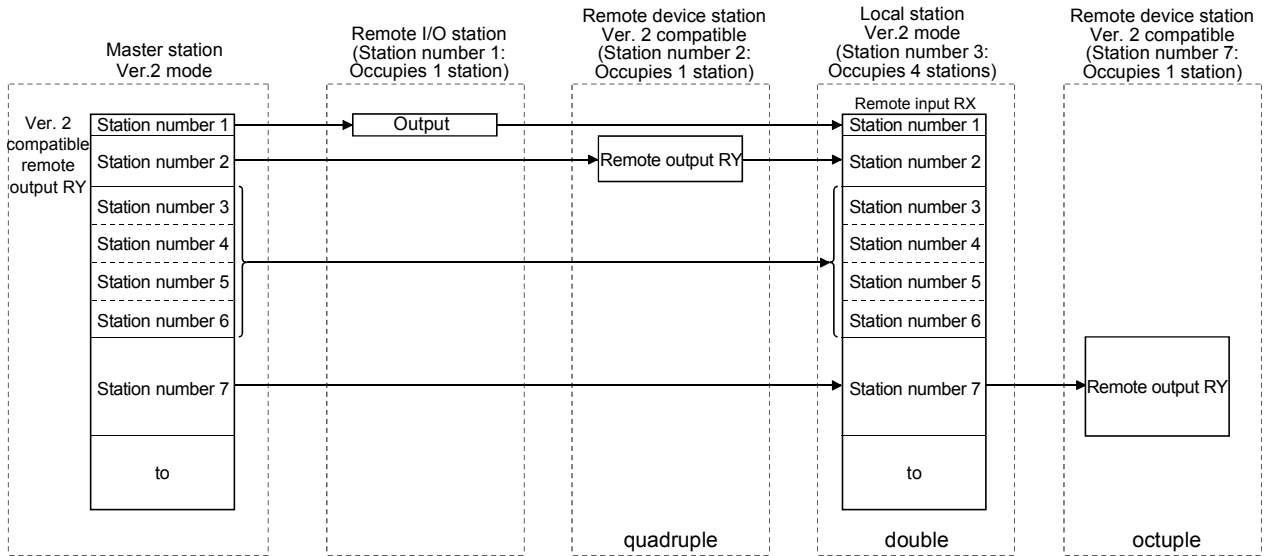 Master station
Ver.2 mode
Remote I/O station
(Station number 1:
Occupies 1 station)
Remote device station
Ver. 2 compatible
(Station number 2:
Occupies 1 station)
Local station
Ver.2 mode
(Station number 3:
Occupies 4 stations)
Remote device station
Ver. 2 compatible
(Station number 7:
Occupies 1 station)
Ver. 2
compatible
remote
output RY
Station number 1
Station number 2
Station number 3
Station number 4
Station number 5
Station number 6
Station number 7
to
Output
Remote output RY
quadruple
Remote input RX
Station number 1
Station number 2
Station number 3
Station number 4
Station number 5
Station number 6
Station number 7
to
double
Remote output RY
octuple